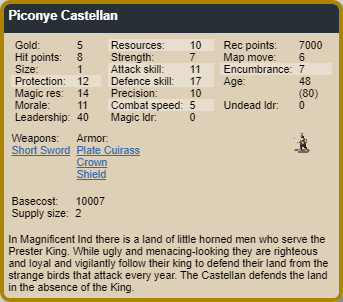 Piconye Castellan
Gold: 5 Resources: 10 Rec points: 7000
Hit points: 8 Strength: 7 Map move: 6
Size: 1 Attack skill: 11 Encumbrance: 7
Protection: 12 Defence skill: 17 Age: 48
Magic res: 14 Precision: 10 (80)
Morale: 11 Combat speed: 5 Undead ldr: 0
Leadership: 40 Magic ldr: 0
Weapons: Armor:
Short Sword Plate Cuirass
Crown
Shield
Basecost: 10007
Supply size: 2
In Magnificent Ind there is a land of little horned men who serve the
Prester King. While ugly and menacing-looking they are righteous
and loyal and vigilantly follow their king to defend their land from the
strange birds that attack every year. The Castellan defends the land
in the absence of the King.